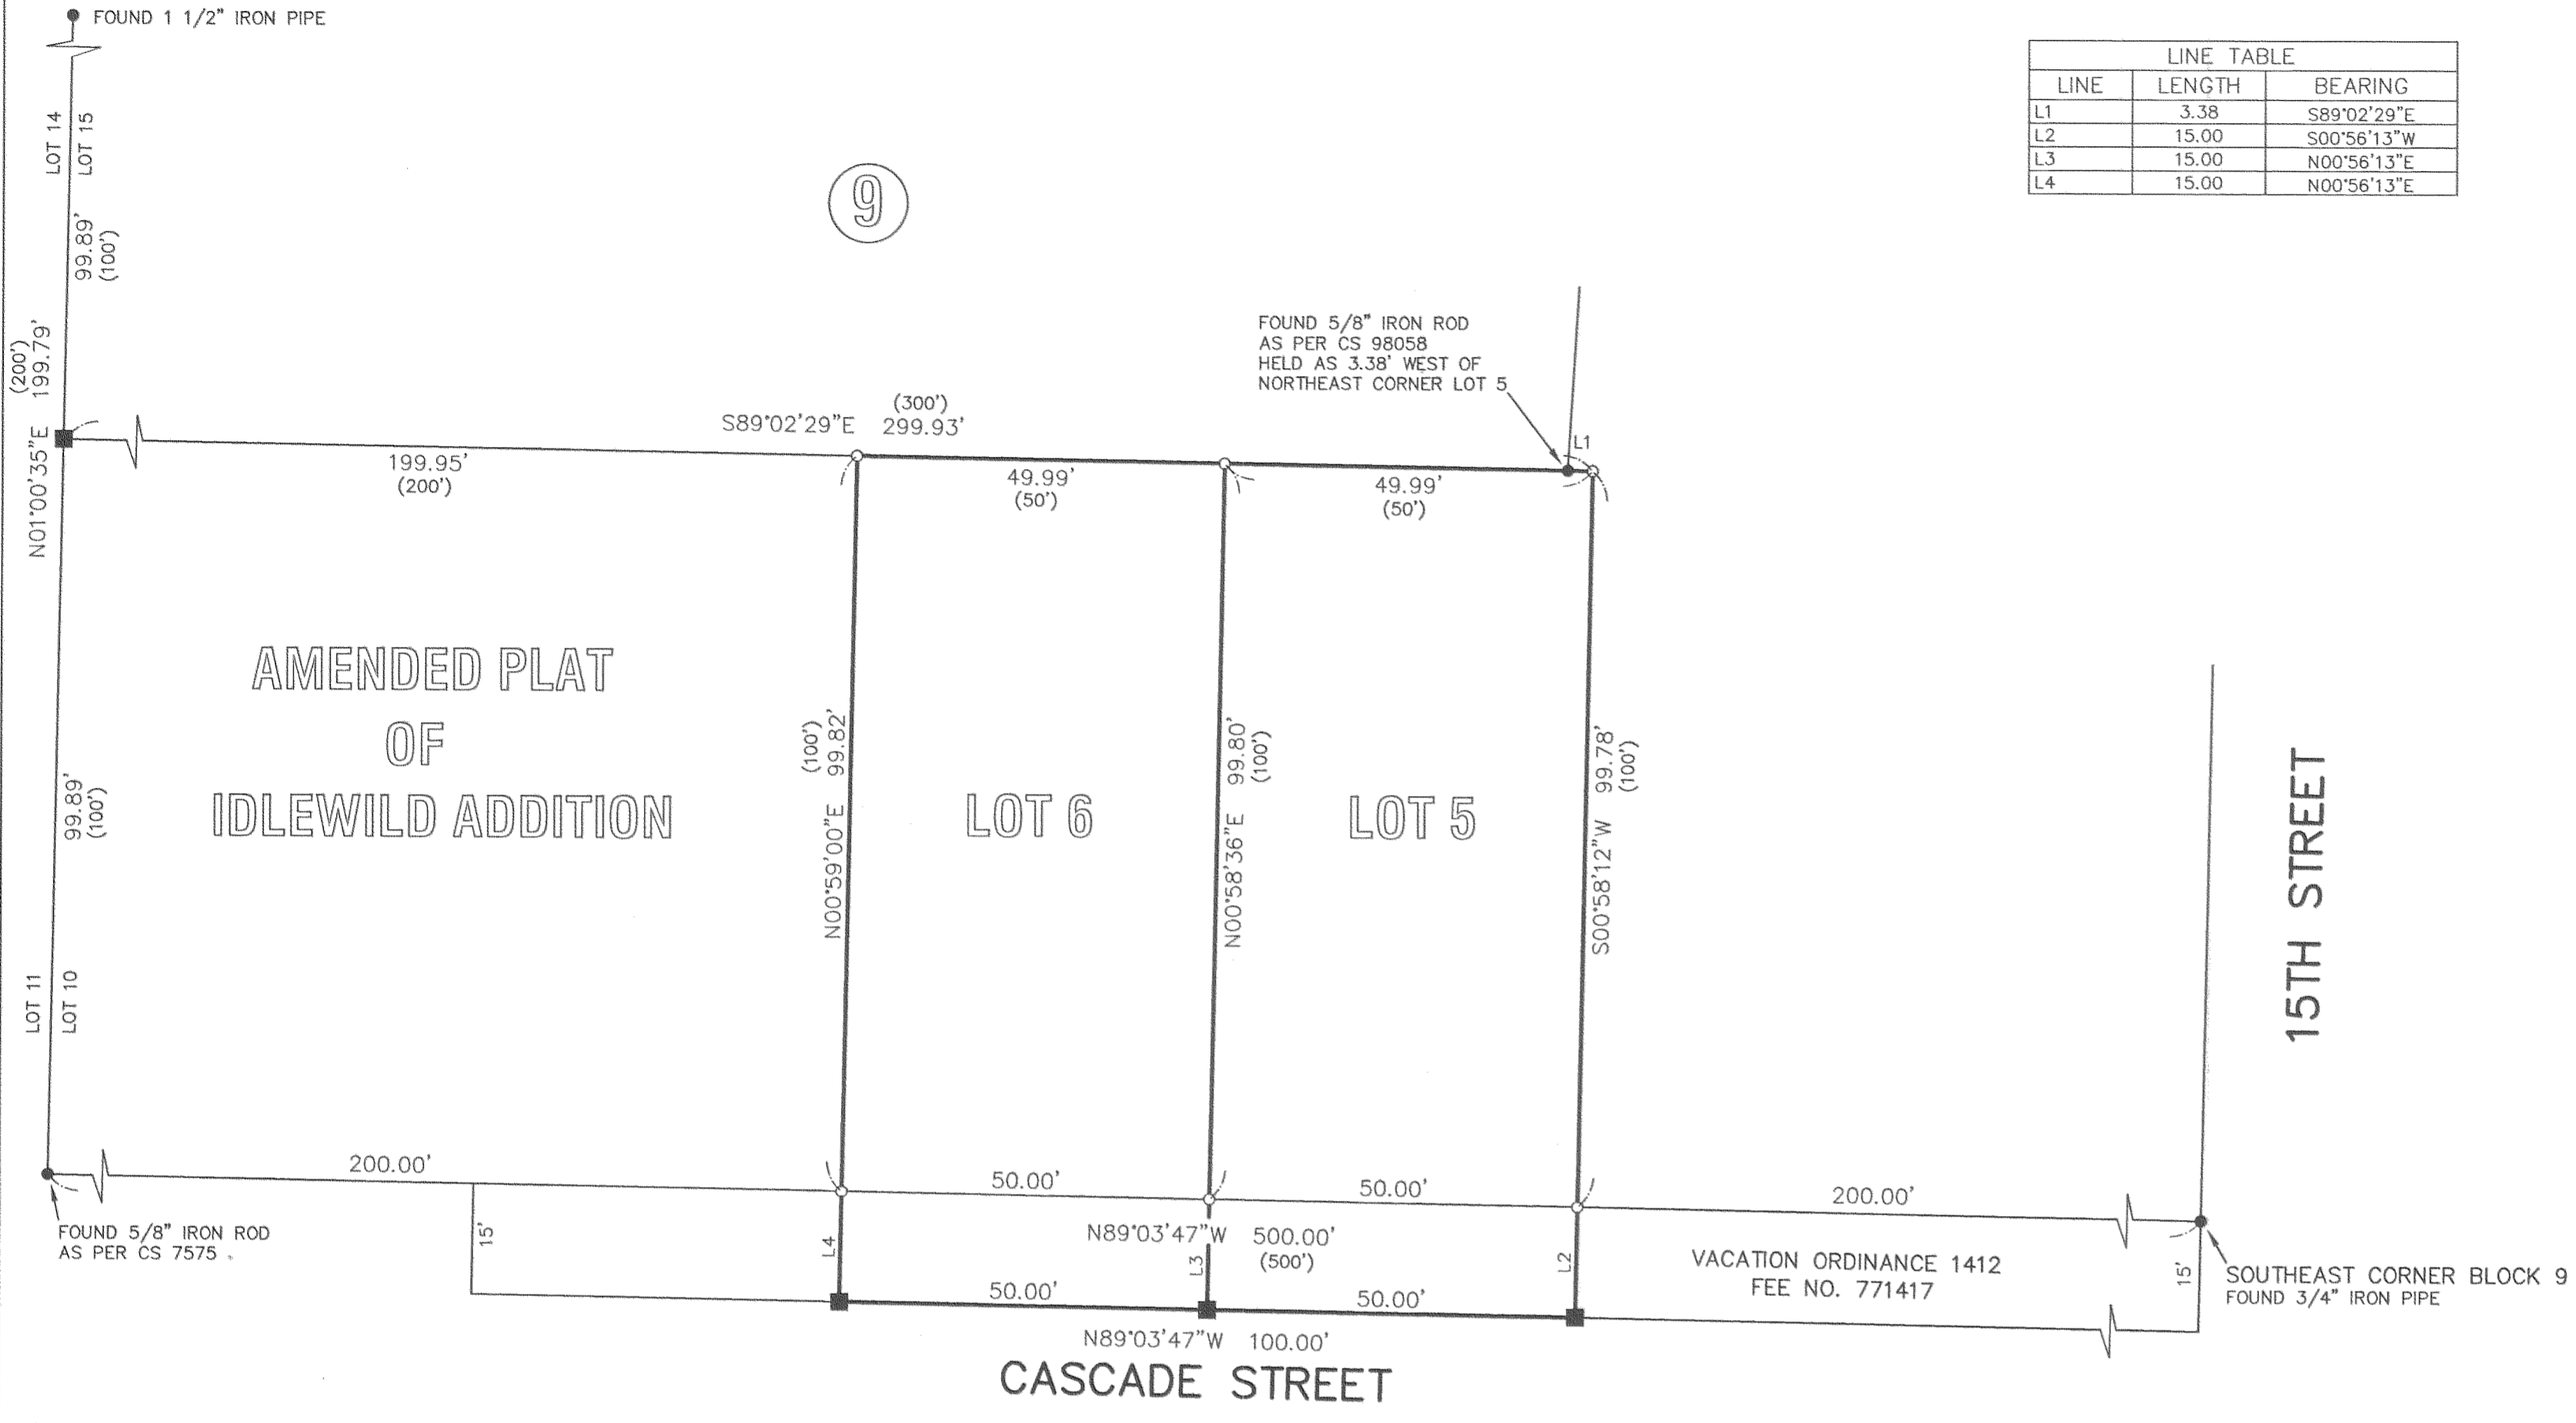 FOUND 1 1/2" IRON PIPE
LINE TABLE
LINE LENGTH BEARING
L1 3.38 S89°02'29"E
L2 15.00 S00°56'13"W
L3 15.00 N00°56'13"E
L4 15.00 N00°56'13"E
LOT 14
LOT 15
99.89'
(100')
9
(200')
N01°00'35"E 199.79'
FOUND 5/8" IRON ROD
AS PER CS 98058
HELD AS 3.38' WEST OF
NORTHEAST CORNER LOT 5
L1
(300')
S89°02'29"E 299.93'
199.95'
(200')
49.99'
(50')
49.99'
(50')
AMENDED PLAT
OF
IDLEWILD ADDITION
99.89'
(100')
(100')
N00°59'00"E 99.82'
LOT 6
N00°58'36"E 99.80'
(100')
LOT 5
S00°58'12"W 99.78'
(100')
15TH STREET
LOT 11
LOT 10
200.00'
50.00'
50.00'
200.00'
FOUND 5/8" IRON ROD
AS PER CS 7575
15'
L4
N89°03'47"W 500.00'
(500')
L3
L2
VACATION ORDINANCE 1412
FEE NO. 771417
15'
SOUTHEAST CORNER BLOCK 9
FOUND 3/4" IRON PIPE
50.00'
50.00'
N89°03'47"W 100.00'
CASCADE STREET